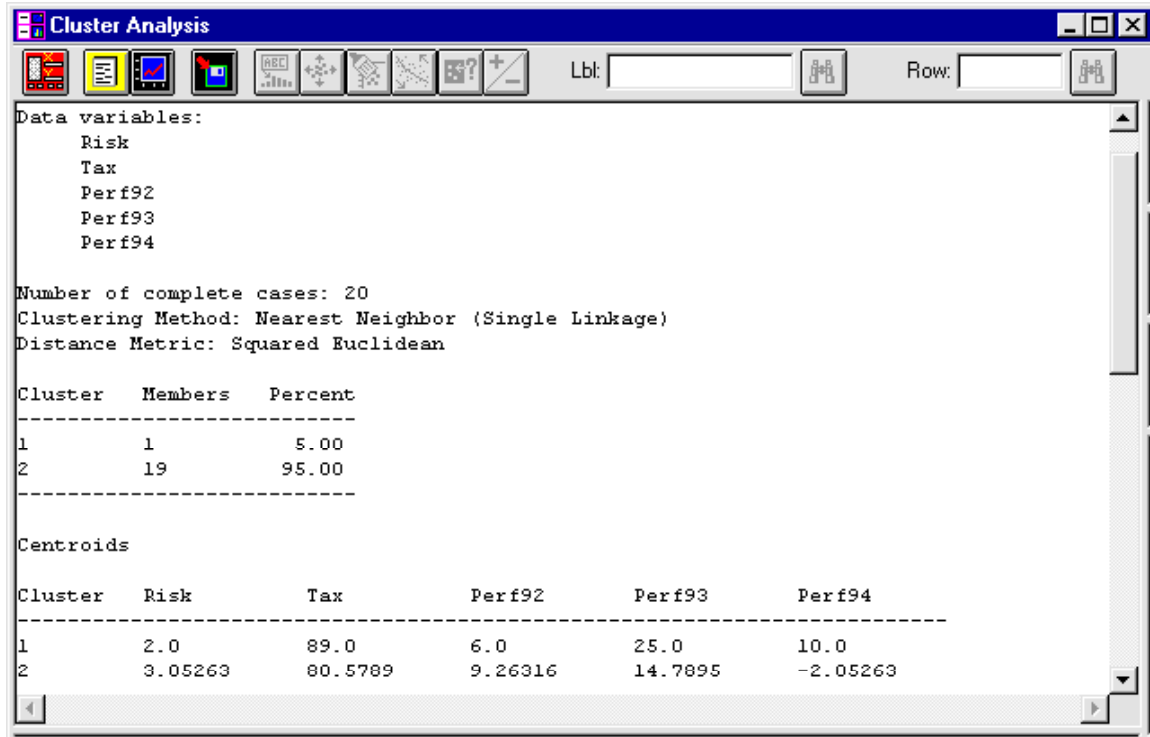 Cluster Analysis
ABC ? + - Lbl: Row:
Data variables:
Risk
Tax
Perf92
Perf93
Perf94
Number of complete cases: 20
Clustering Method: Nearest Neighbor (Single Linkage)
Distance Metric: Squared Euclidean
Cluster Members Percent
---------------------------
1 1 5.00
2 19 95.00
---------------------------
Centroids
Cluster Risk Tax Perf92 Perf93 Perf94
--------------------------------------------------------------------------
1 2.0 89.0 6.0 25.0 10.0
2 3.05263 80.5789 9.26316 14.7895 -2.05263